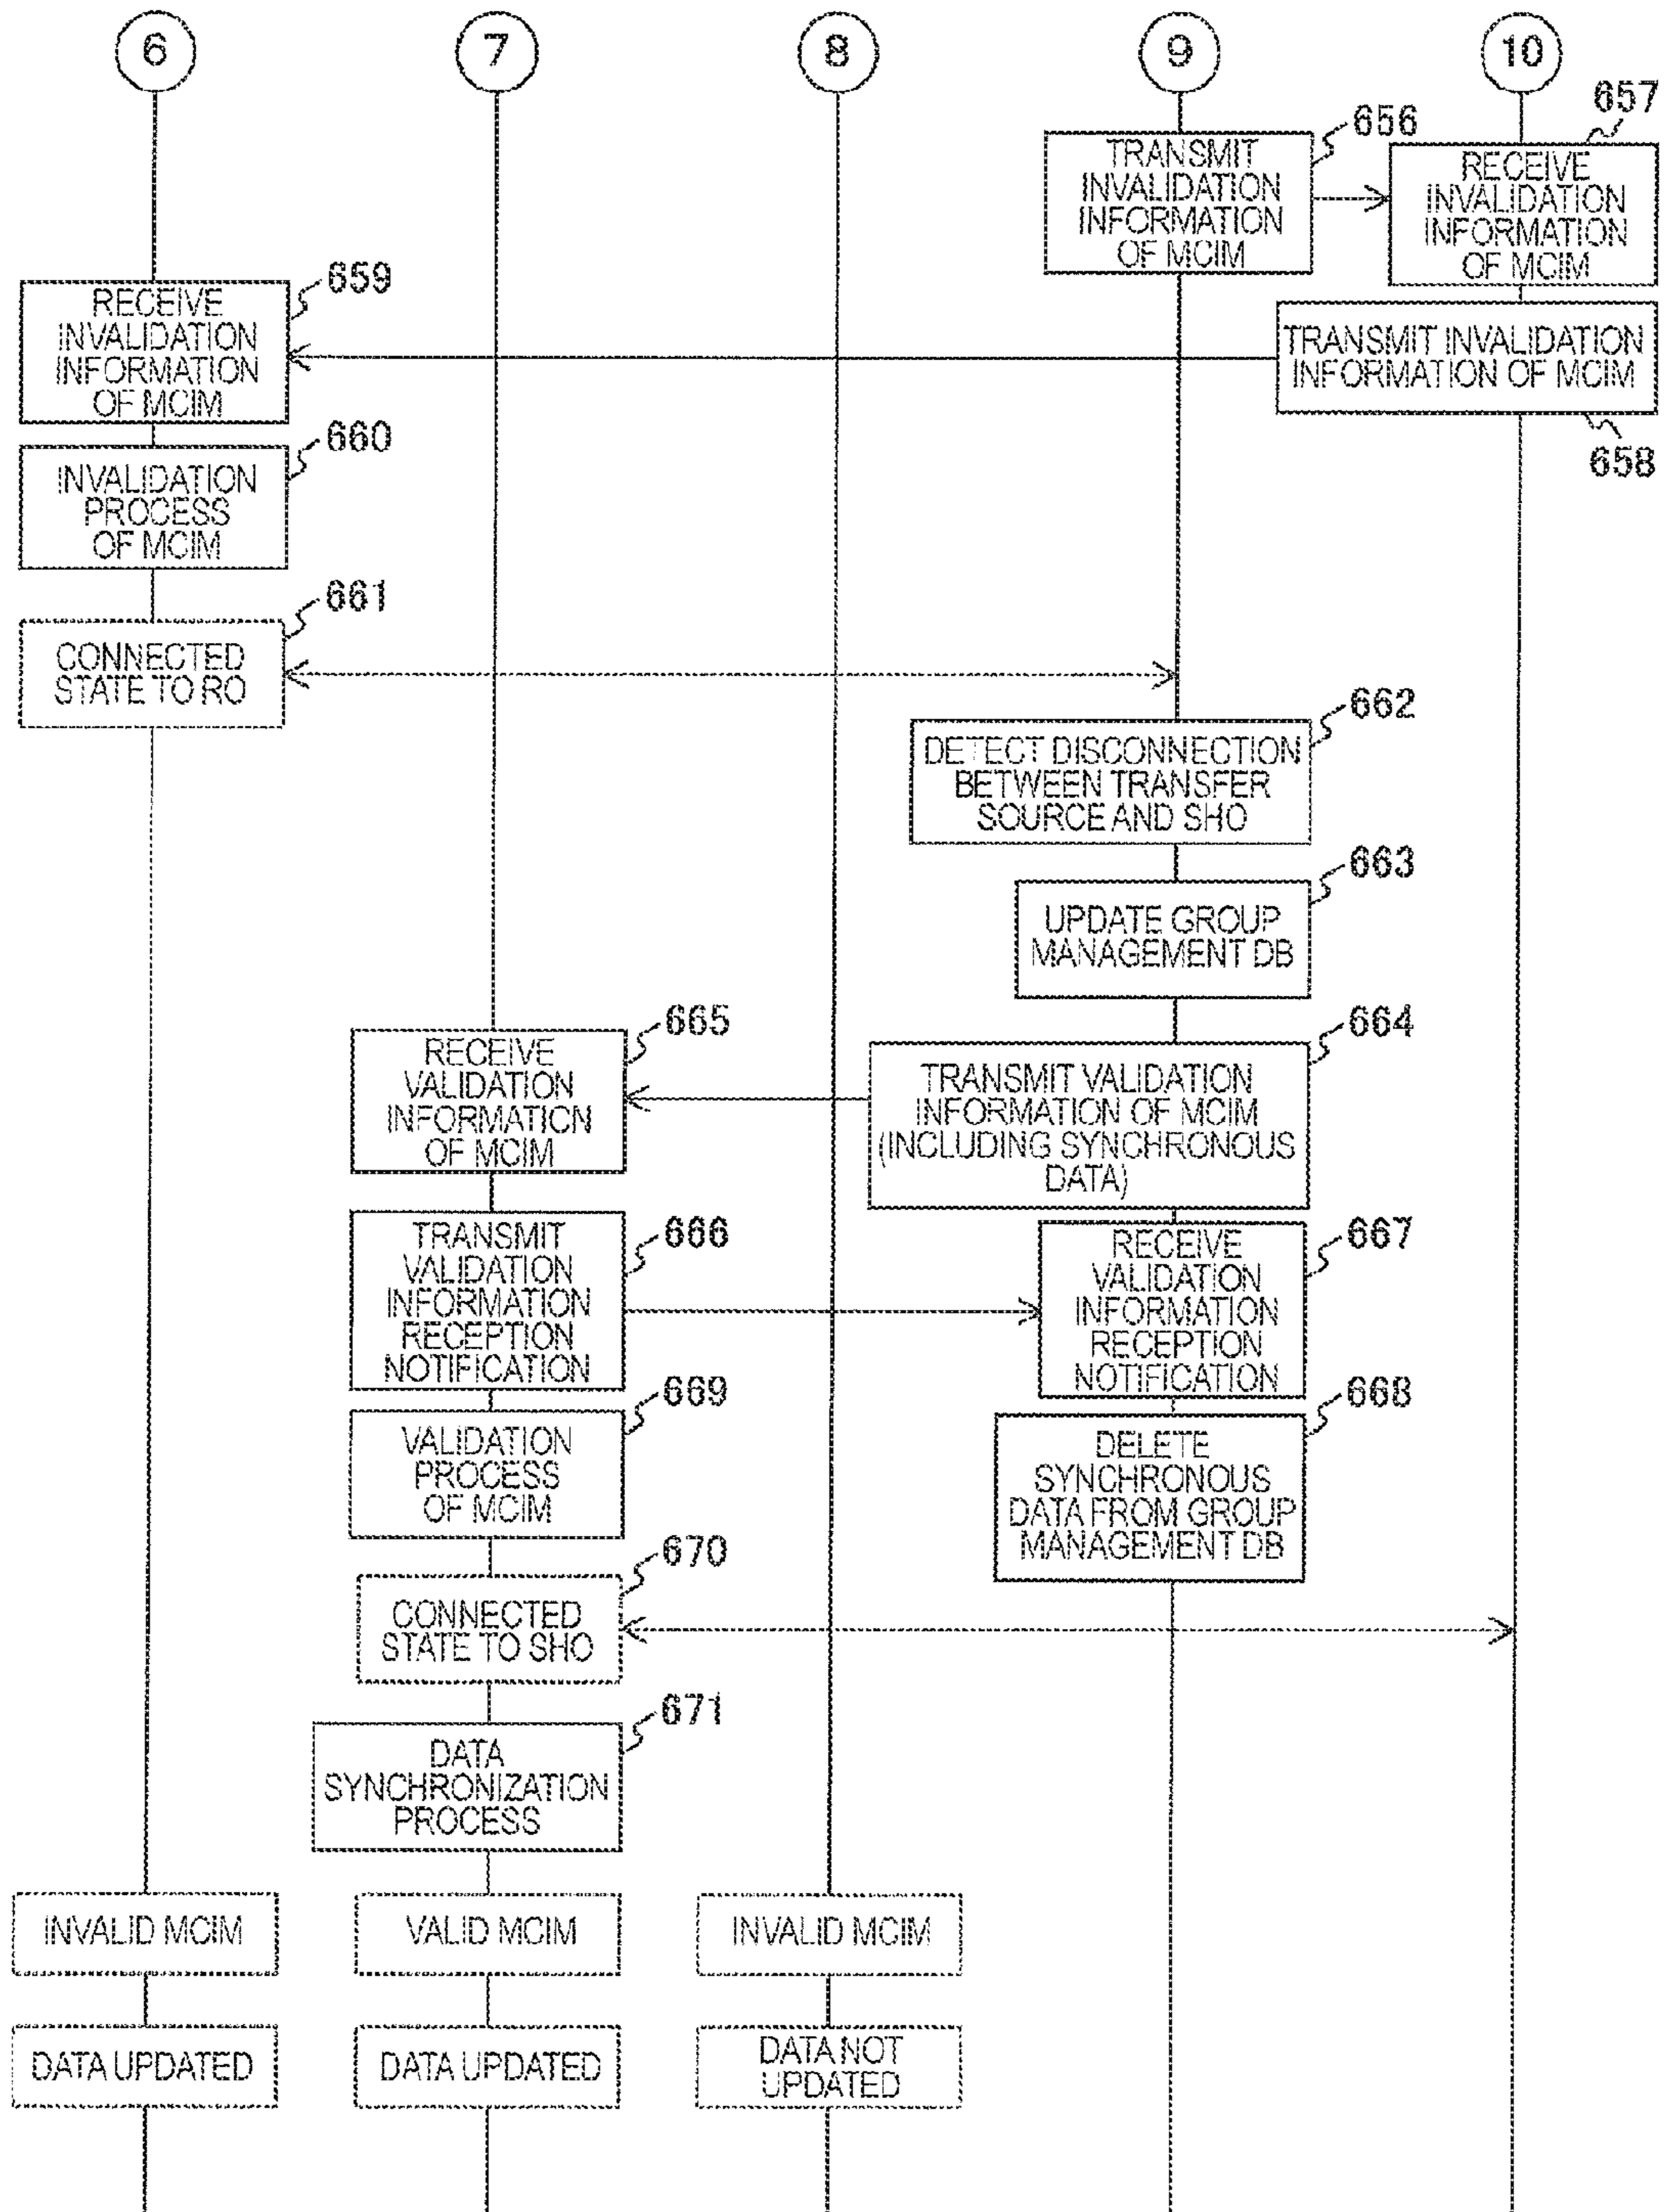 6
7
8
9
10
656
TRANSMIT
INVALIDATION
INFORMATION
OF MCIM
657
RECEIVE
INVALIDATION
INFORMATION
OF MCIM
659
RECEIVE
INVALIDATION
INFORMATION
OF MCIM
TRANSMIT INVALIDATION
INFORMATION OF MCIM
658
660
INVALIDATION
PROCESS
OF MCIM
661
CONNECTED
STATE TO RO
662
DETECT DISCONNECTION
BETWEEN TRANSFER
SOURCE AND SHO
663
UPDATE GROUP
MANAGEMENT DB
665
RECEIVE
VALIDATION
INFORMATION
OF MCIM
664
TRANSMIT VALIDATION
INFORMATION OF MCIM
(INCLUDING SYNCHRONOUS
DATA)
666
TRANSMIT
VALIDATION
INFORMATION
RECEPTION
NOTIFICATION
667
RECEIVE
VALIDATION
INFORMATION
RECEPTION
NOTIFICATION
669
VALIDATION
PROCESS
OF MCIM
668
DELETE
SYNCHRONOUS
DATA FROM GROUP
MANAGEMENT DB
670
CONNECTED
STATE TO SHO
671
DATA
SYNCHRONIZATION
PROCESS
INVALID MCIM
VALID MCIM
INVALID MCIM
DATA UPDATED
DATA UPDATED
DATA NOT
UPDATED